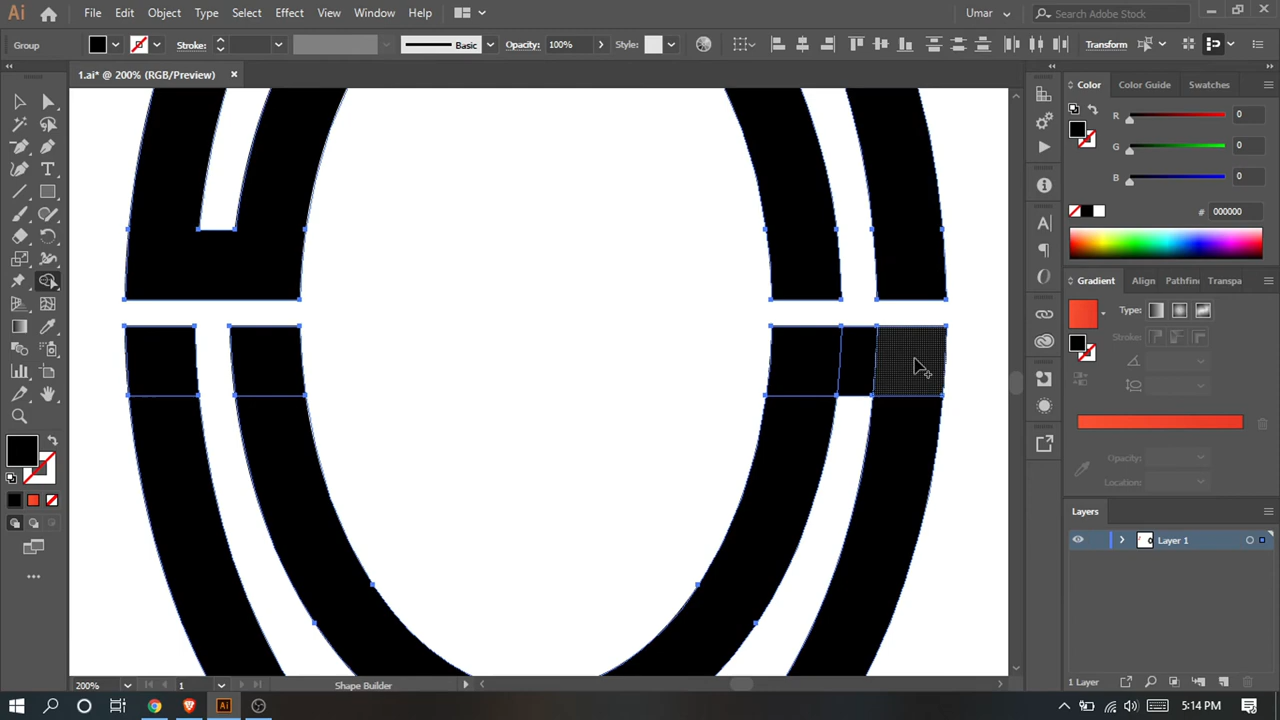 Ai File Edit Object Type Select Effect View Window Help Umar Search Adobe Stock
Group Stroke: Basic Opacity: 100% Style: Transform
1.ai* @ 200% (RGB/Preview)
Color Color Guide Swatches
R 0
G 0
B 0
# 000000
Gradient Align Pathfin Transpa
Type:
Stroke:
Opacity:
Location:
Layers
Layer 1
1 Layer
200% 1 Shape Builder
Ai 5:14 PM